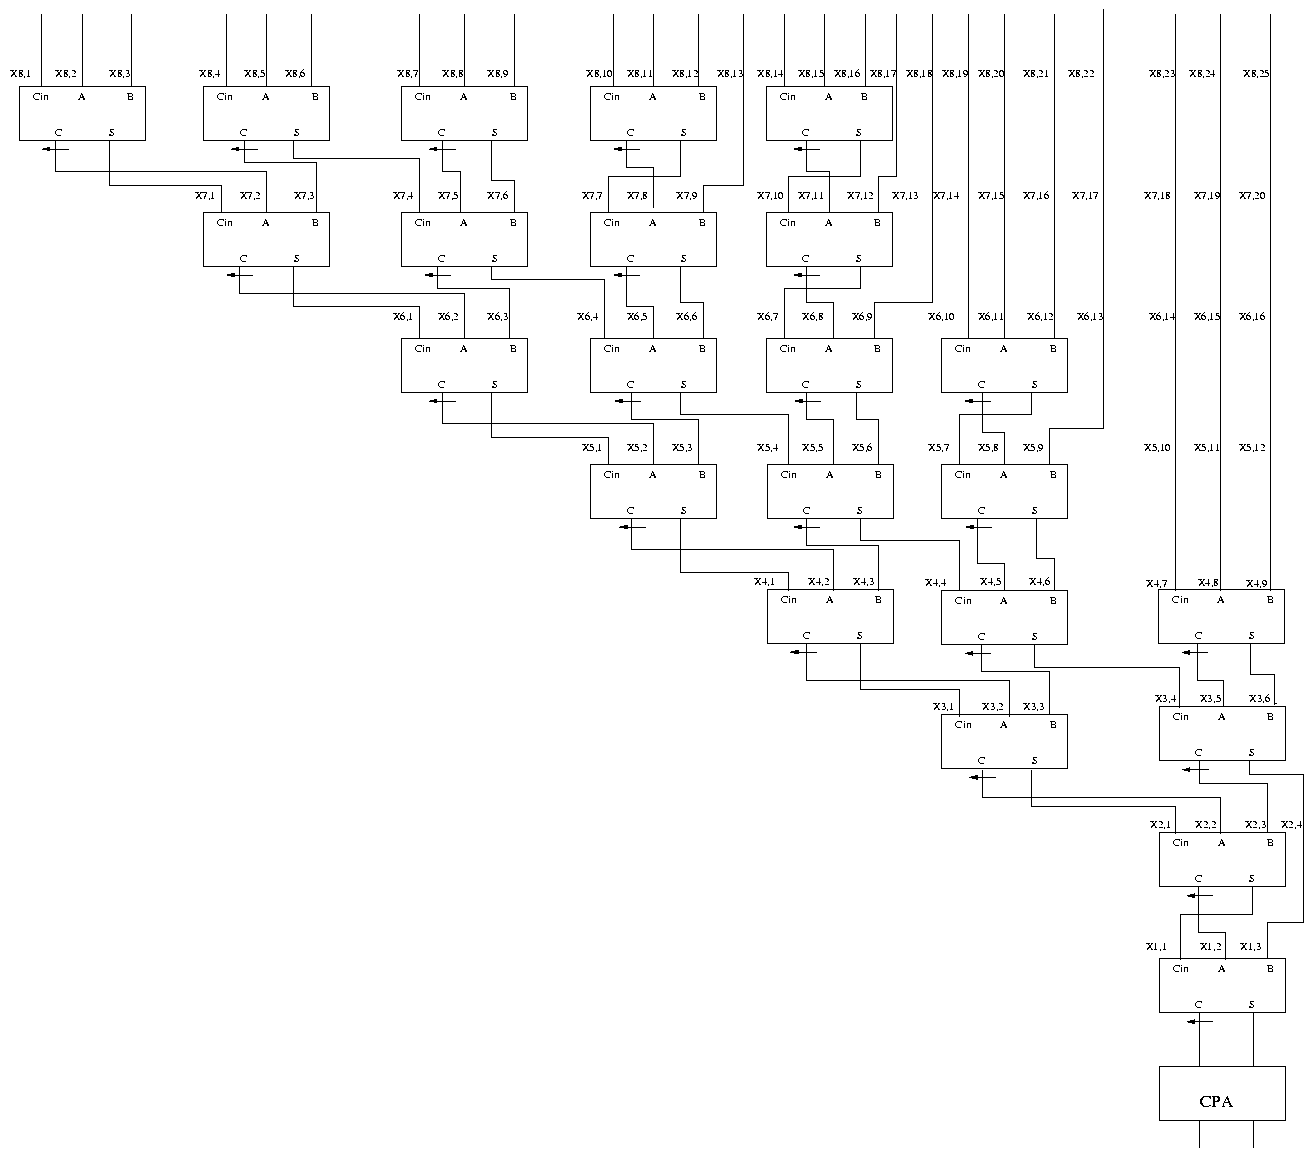 X8,1 X8,2 X8,3 X8,4 X8,5 X8,6 X8,7 X8,8 X8,9 X8,10 X8,11 X8,12 X8,13 X8,14 X8,15 X8,16 X8,17 X8,18 X8,19 X8,20 X8,21 X8,22 X8,23 X8,24 X8,25
Cin A B Cin A B Cin A B Cin A B Cin A B
C S C S C S C S C S
X7,1 X7,2 X7,3 X7,4 X7,5 X7,6 X7,7 X7,8 X7,9 X7,10 X7,11 X7,12 X7,13 X7,14 X7,15 X7,16 X7,17 X7,18 X7,19 X7,20
Cin A B Cin A B Cin A B Cin A B
C S C S C S C S
X6,1 X6,2 X6,3 X6,4 X6,5 X6,6 X6,7 X6,8 X6,9 X6,10 X6,11 X6,12 X6,13 X6,14 X6,15 X6,16
Cin A B Cin A B Cin A B Cin A B
C S C S C S C S
X5,1 X5,2 X5,3 X5,4 X5,5 X5,6 X5,7 X5,8 X5,9 X5,10 X5,11 X5,12
Cin A B Cin A B Cin A B
C S C S C S
X4,1 X4,2 X4,3 X4,4 X4,5 X4,6 X4,7 X4,8 X4,9
Cin A B Cin A B Cin A B
C S C S C S
X3,1 X3,2 X3,3 X3,4 X3,5 X3,6
Cin A B Cin A B
C S C S
X2,1 X2,2 X2,3 X2,4
Cin A B
C S
X1,1 X1,2 X1,3
Cin A B
C S
CPA